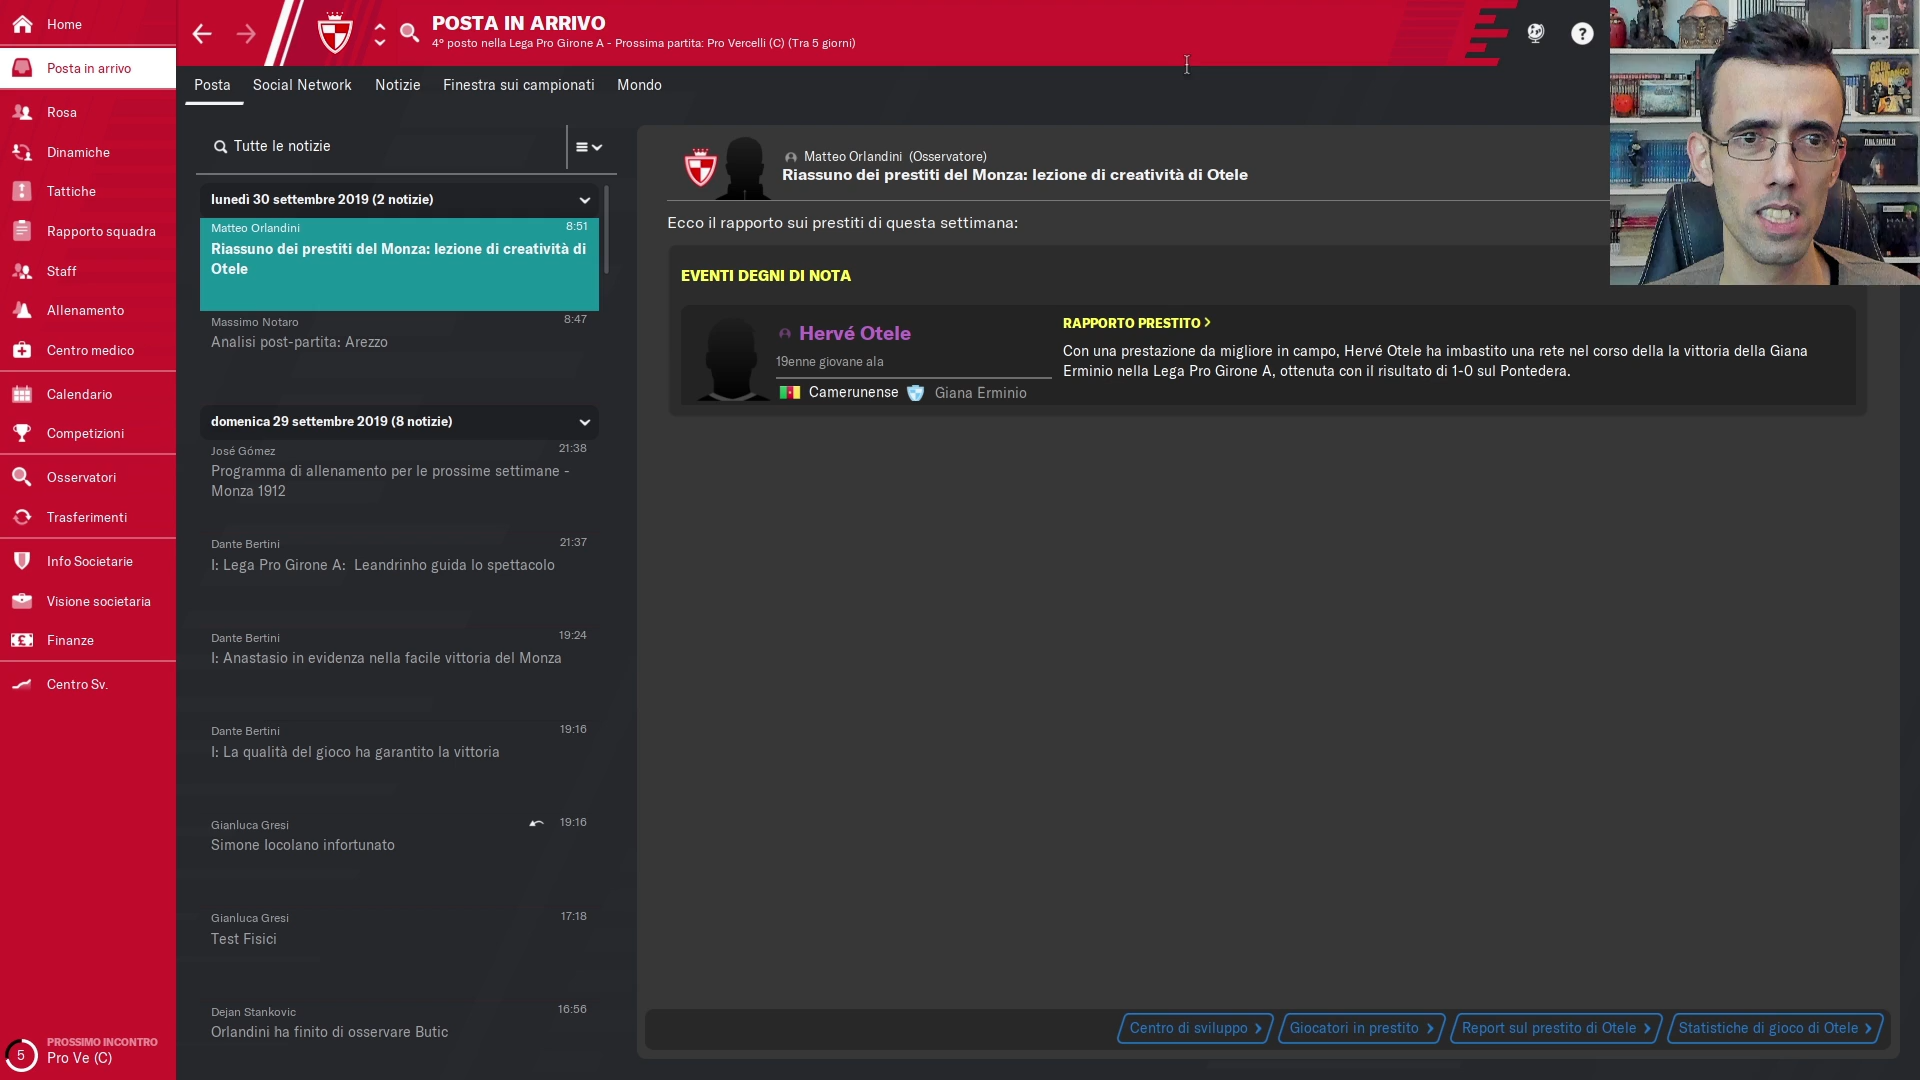 Home
Posta in arrivo
Rosa
Dinamiche
Tattiche
Rapporto squadra
Staff
Allenamento
Centro medico
Calendario
Competizioni
Osservatori
Trasferimenti
Info Societarie
Visione societaria
Finanze
Centro Sv.
5
PROSSIMO INCONTRO
Pro Ve (C)
POSTA IN ARRIVO
4° posto nella Lega Pro Girone A - Prossima partita: Pro Vercelli (C) (Tra 5 giorni)
?
Posta
Social Network
Notizie
Finestra sui campionati
Mondo
Tutte le notizie
lunedì 30 settembre 2019 (2 notizie)
Matteo Orlandini 8:51
Riassuno dei prestiti del Monza: lezione di creatività di
Otele
Massimo Notaro 8:47
Analisi post-partita: Arezzo
domenica 29 settembre 2019 (8 notizie)
José Gómez 21:38
Programma di allenamento per le prossime settimane -
Monza 1912
Dante Bertini 21:37
I: Lega Pro Girone A: Leandrinho guida lo spettacolo
Dante Bertini 19:24
I: Anastasio in evidenza nella facile vittoria del Monza
Dante Bertini 19:16
I: La qualità del gioco ha garantito la vittoria
Gianluca Gresi 19:16
Simone Iocolano infortunato
Gianluca Gresi 17:18
Test Fisici
Dejan Stankovic 16:56
Orlandini ha finito di osservare Butic
Matteo Orlandini (Osservatore)
Riassuno dei prestiti del Monza: lezione di creatività di Otele
Ecco il rapporto sui prestiti di questa settimana:
EVENTI DEGNI DI NOTA
Hervé Otele
19enne giovane ala
Camerunense Giana Erminio
RAPPORTO PRESTITO
Con una prestazione da migliore in campo, Hervé Otele ha imbastito una rete nel corso della la vittoria della Giana
Erminio nella Lega Pro Girone A, ottenuta con il risultato di 1-0 sul Pontedera.
Centro di sviluppo
Giocatori in prestito
Report sul prestito di Otele
Statistiche di gioco di Otele